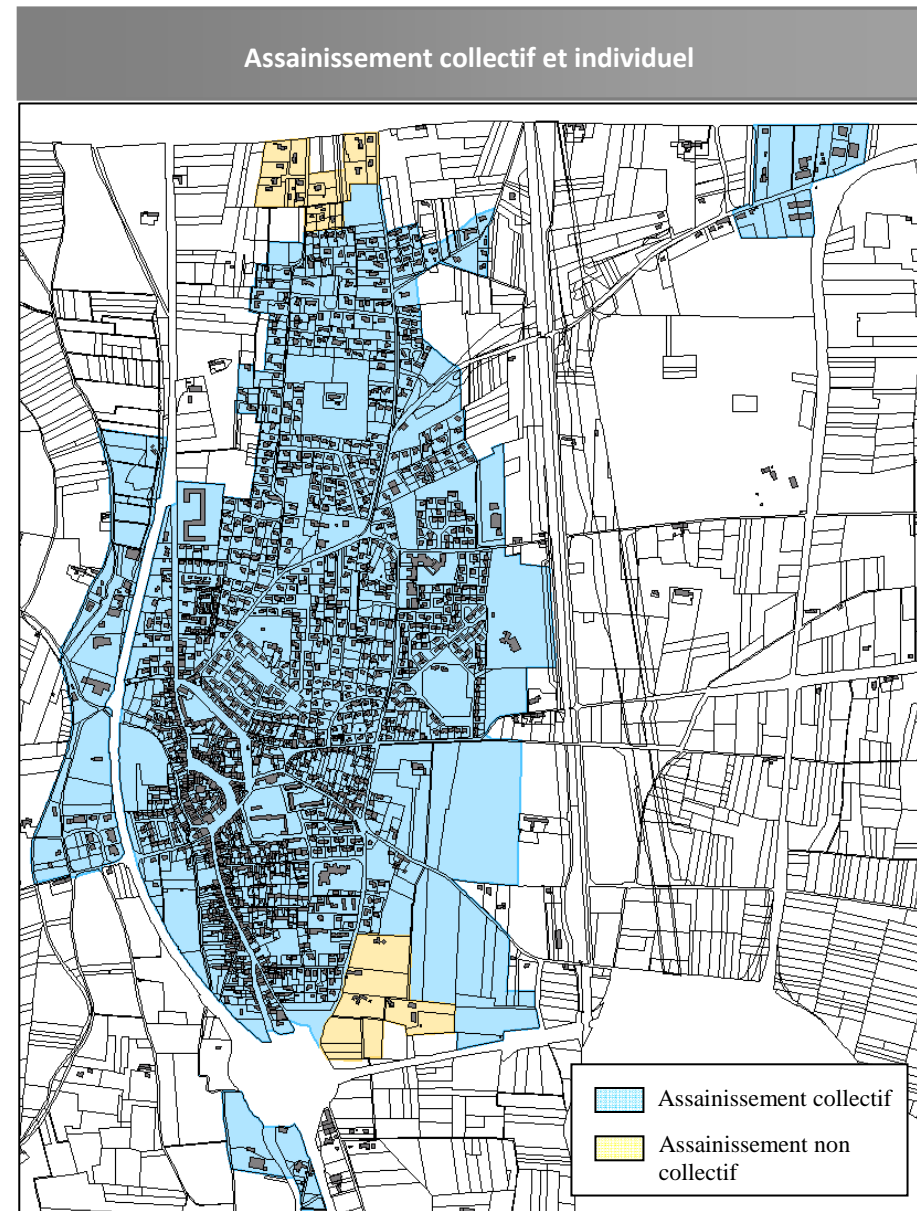 Assainissement collectif et individuel
Assainissement collectif
Assainissement non
collectif